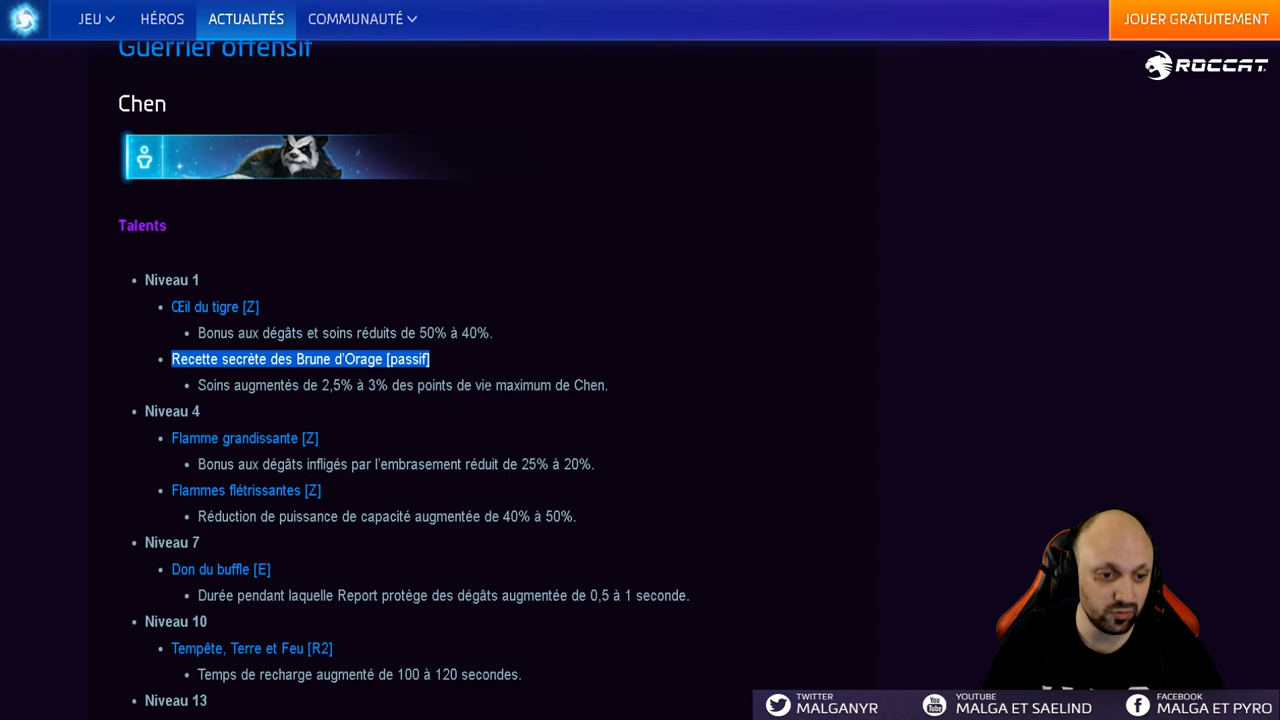 JEU HÉROS ACTUALITÉS COMMUNAUTÉ JOUER GRATUITEMENT
Guerrier offensif
ROCCAT
Chen
Talents
• Niveau 1
• Œil du tigre [Z]
• Bonus aux dégâts et soins réduits de 50% à 40%.
• Recette secrète des Brune d'Orage [passif]
• Soins augmentés de 2,5% à 3% des points de vie maximum de Chen.
• Niveau 4
• Flamme grandissante [Z]
• Bonus aux dégâts infligés par l'embrasement réduit de 25% à 20%.
• Flammes flétrissantes [Z]
• Réduction de puissance de capacité augmentée de 40% à 50%.
• Niveau 7
• Don du buffle [E]
• Durée pendant laquelle Report protège des dégâts augmentée de 0,5 à 1 seconde.
• Niveau 10
• Tempête, Terre et Feu [R2]
• Temps de recharge augmenté de 100 à 120 secondes.
• Niveau 13
TWITTER
MALGANYR
YOUTUBE
MALGA ET SAELIND
FACEBOOK
MALGA ET PYRO